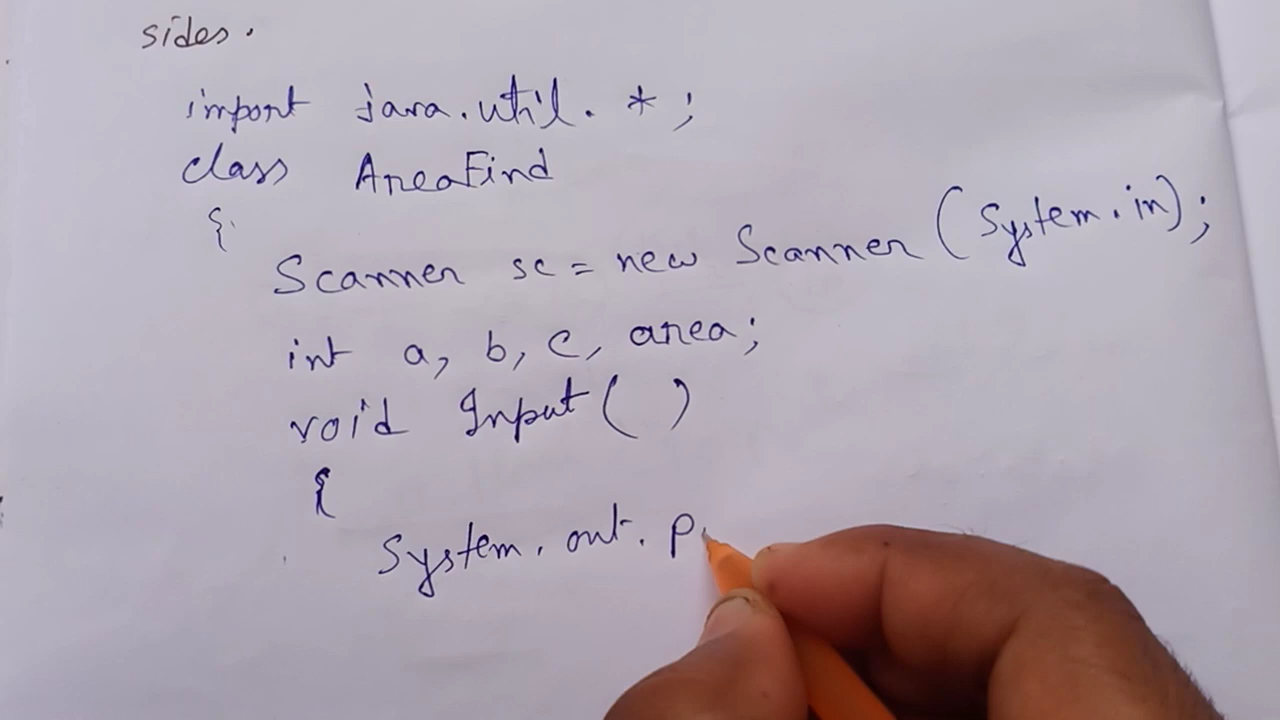 sides.
import java.util.*;
class AreaFind
{
Scanner sc = new Scanner (System.in);
int a, b, c, area;
void Input( )
{
System.out.p